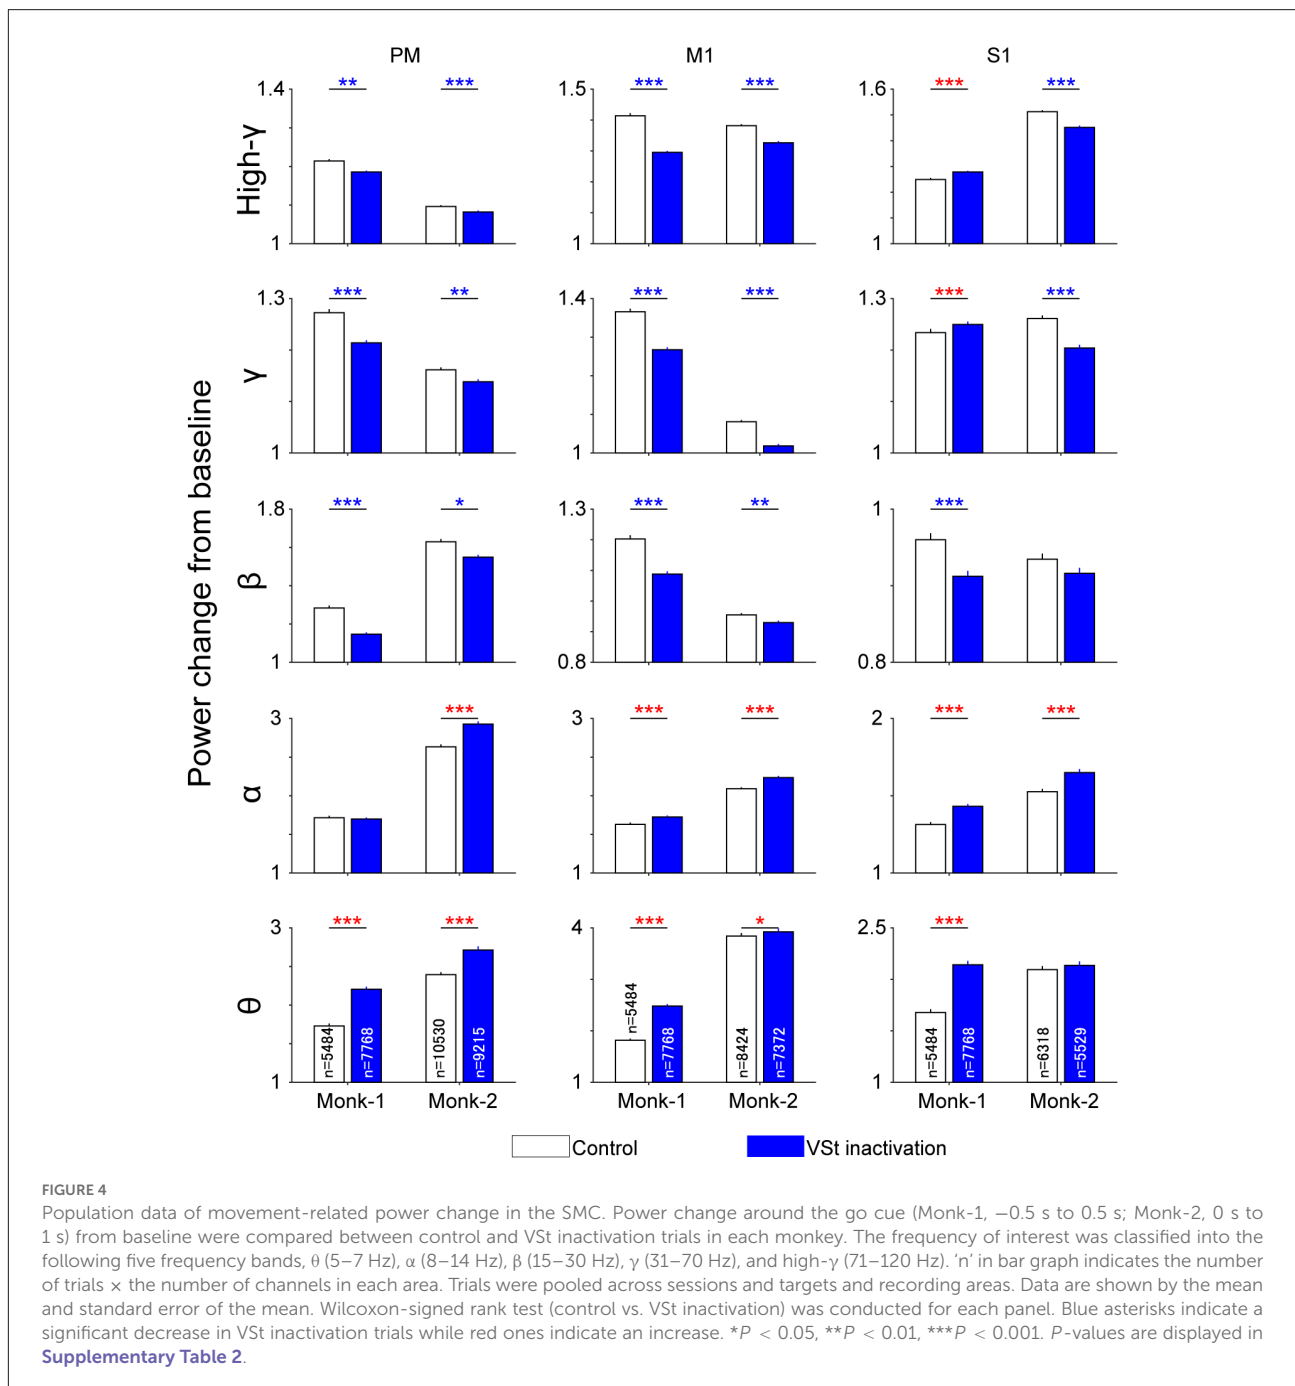 PM M1 S1
** *** *** *** *** ***
1.4 1.5 1.6
High-γ
1 1 1
*** ** *** *** *** ***
1.3 1.4 1.3
γ
1 1 1
Power change from baseline
*** * *** ** ***
1.8 1.3 1
β
1 0.8 0.8
*** *** *** *** ***
3 3 2
α
1 1 1
*** *** *** * ***
3 4 2.5
θ
n=5484 n=7768 n=10530 n=9215 n=5484 n=7768 n=8424 n=7372 n=5484 n=7768 n=6318 n=5529
1 1 1
Monk-1 Monk-2 Monk-1 Monk-2 Monk-1 Monk-2
Control VSt inactivation
FIGURE 4
Population data of movement-related power change in the SMC. Power change around the go cue (Monk-1, −0.5 s to 0.5 s; Monk-2, 0 s to
1 s) from baseline were compared between control and VSt inactivation trials in each monkey. The frequency of interest was classified into the
following five frequency bands, θ (5–7 Hz), α (8–14 Hz), β (15–30 Hz), γ (31–70 Hz), and high-γ (71–120 Hz). ‘n’ in bar graph indicates the number
of trials × the number of channels in each area. Trials were pooled across sessions and targets and recording areas. Data are shown by the mean
and standard error of the mean. Wilcoxon-signed rank test (control vs. VSt inactivation) was conducted for each panel. Blue asterisks indicate a
significant decrease in VSt inactivation trials while red ones indicate an increase. *P < 0.05, **P < 0.01, ***P < 0.001. P-values are displayed in
Supplementary Table 2.